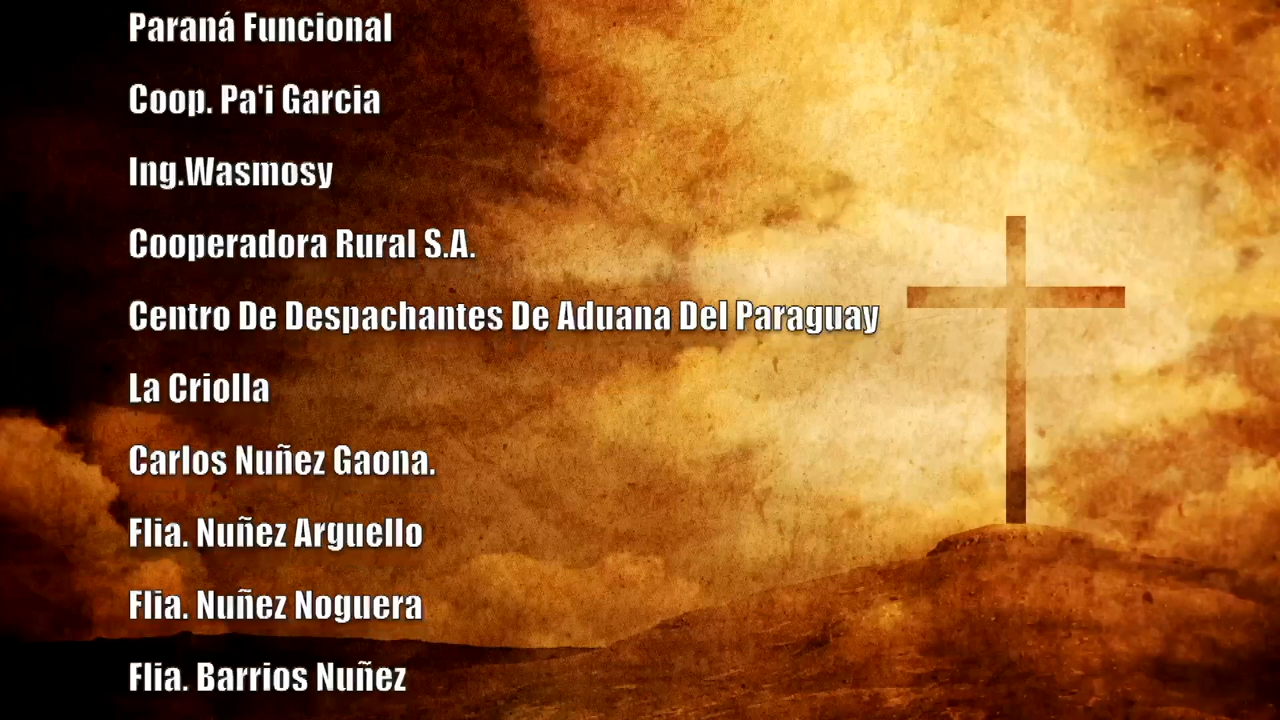 Paraná Funcional
Coop. Pa'i Garcia
Ing.Wasmosy
Cooperadora Rural S.A.
Centro De Despachantes De Aduana Del Paraguay
La Criolla
Carlos Nuñez Gaona.
Flia. Nuñez Arguello
Flia. Nuñez Noguera
Flia. Barrios Nuñez